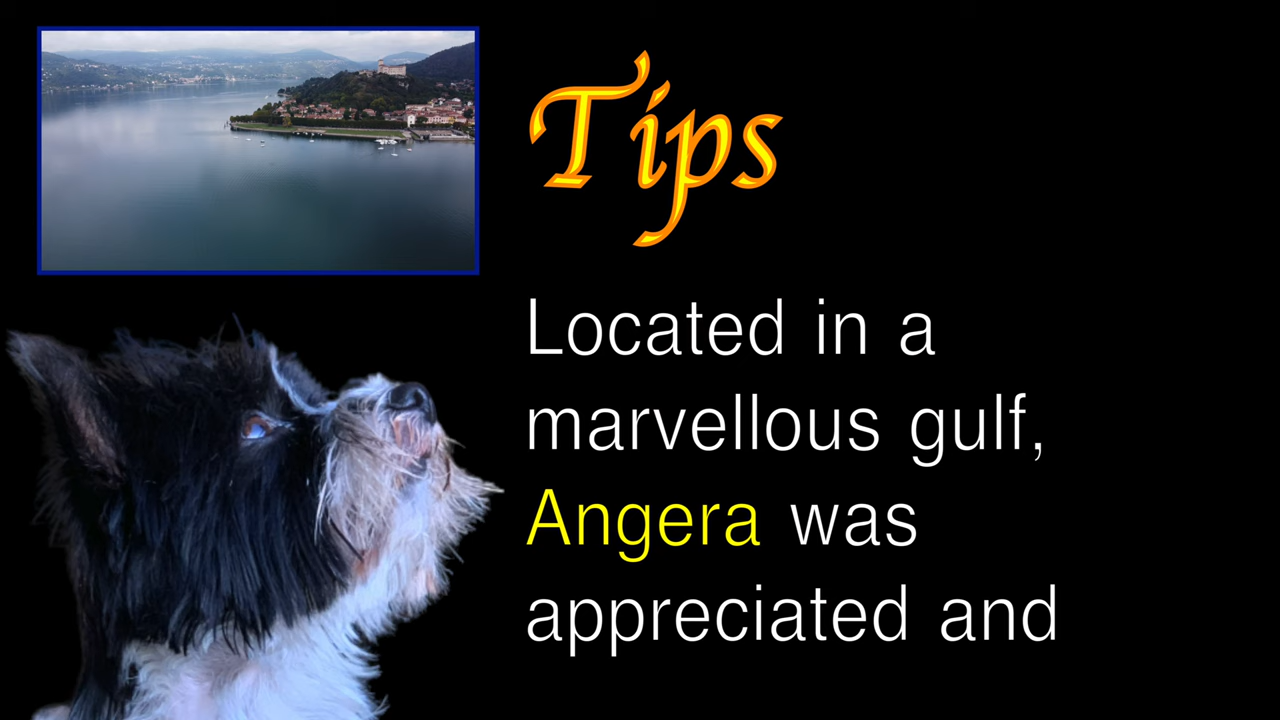 Tips
Located in a
marvellous gulf,
Angera was
appreciated and